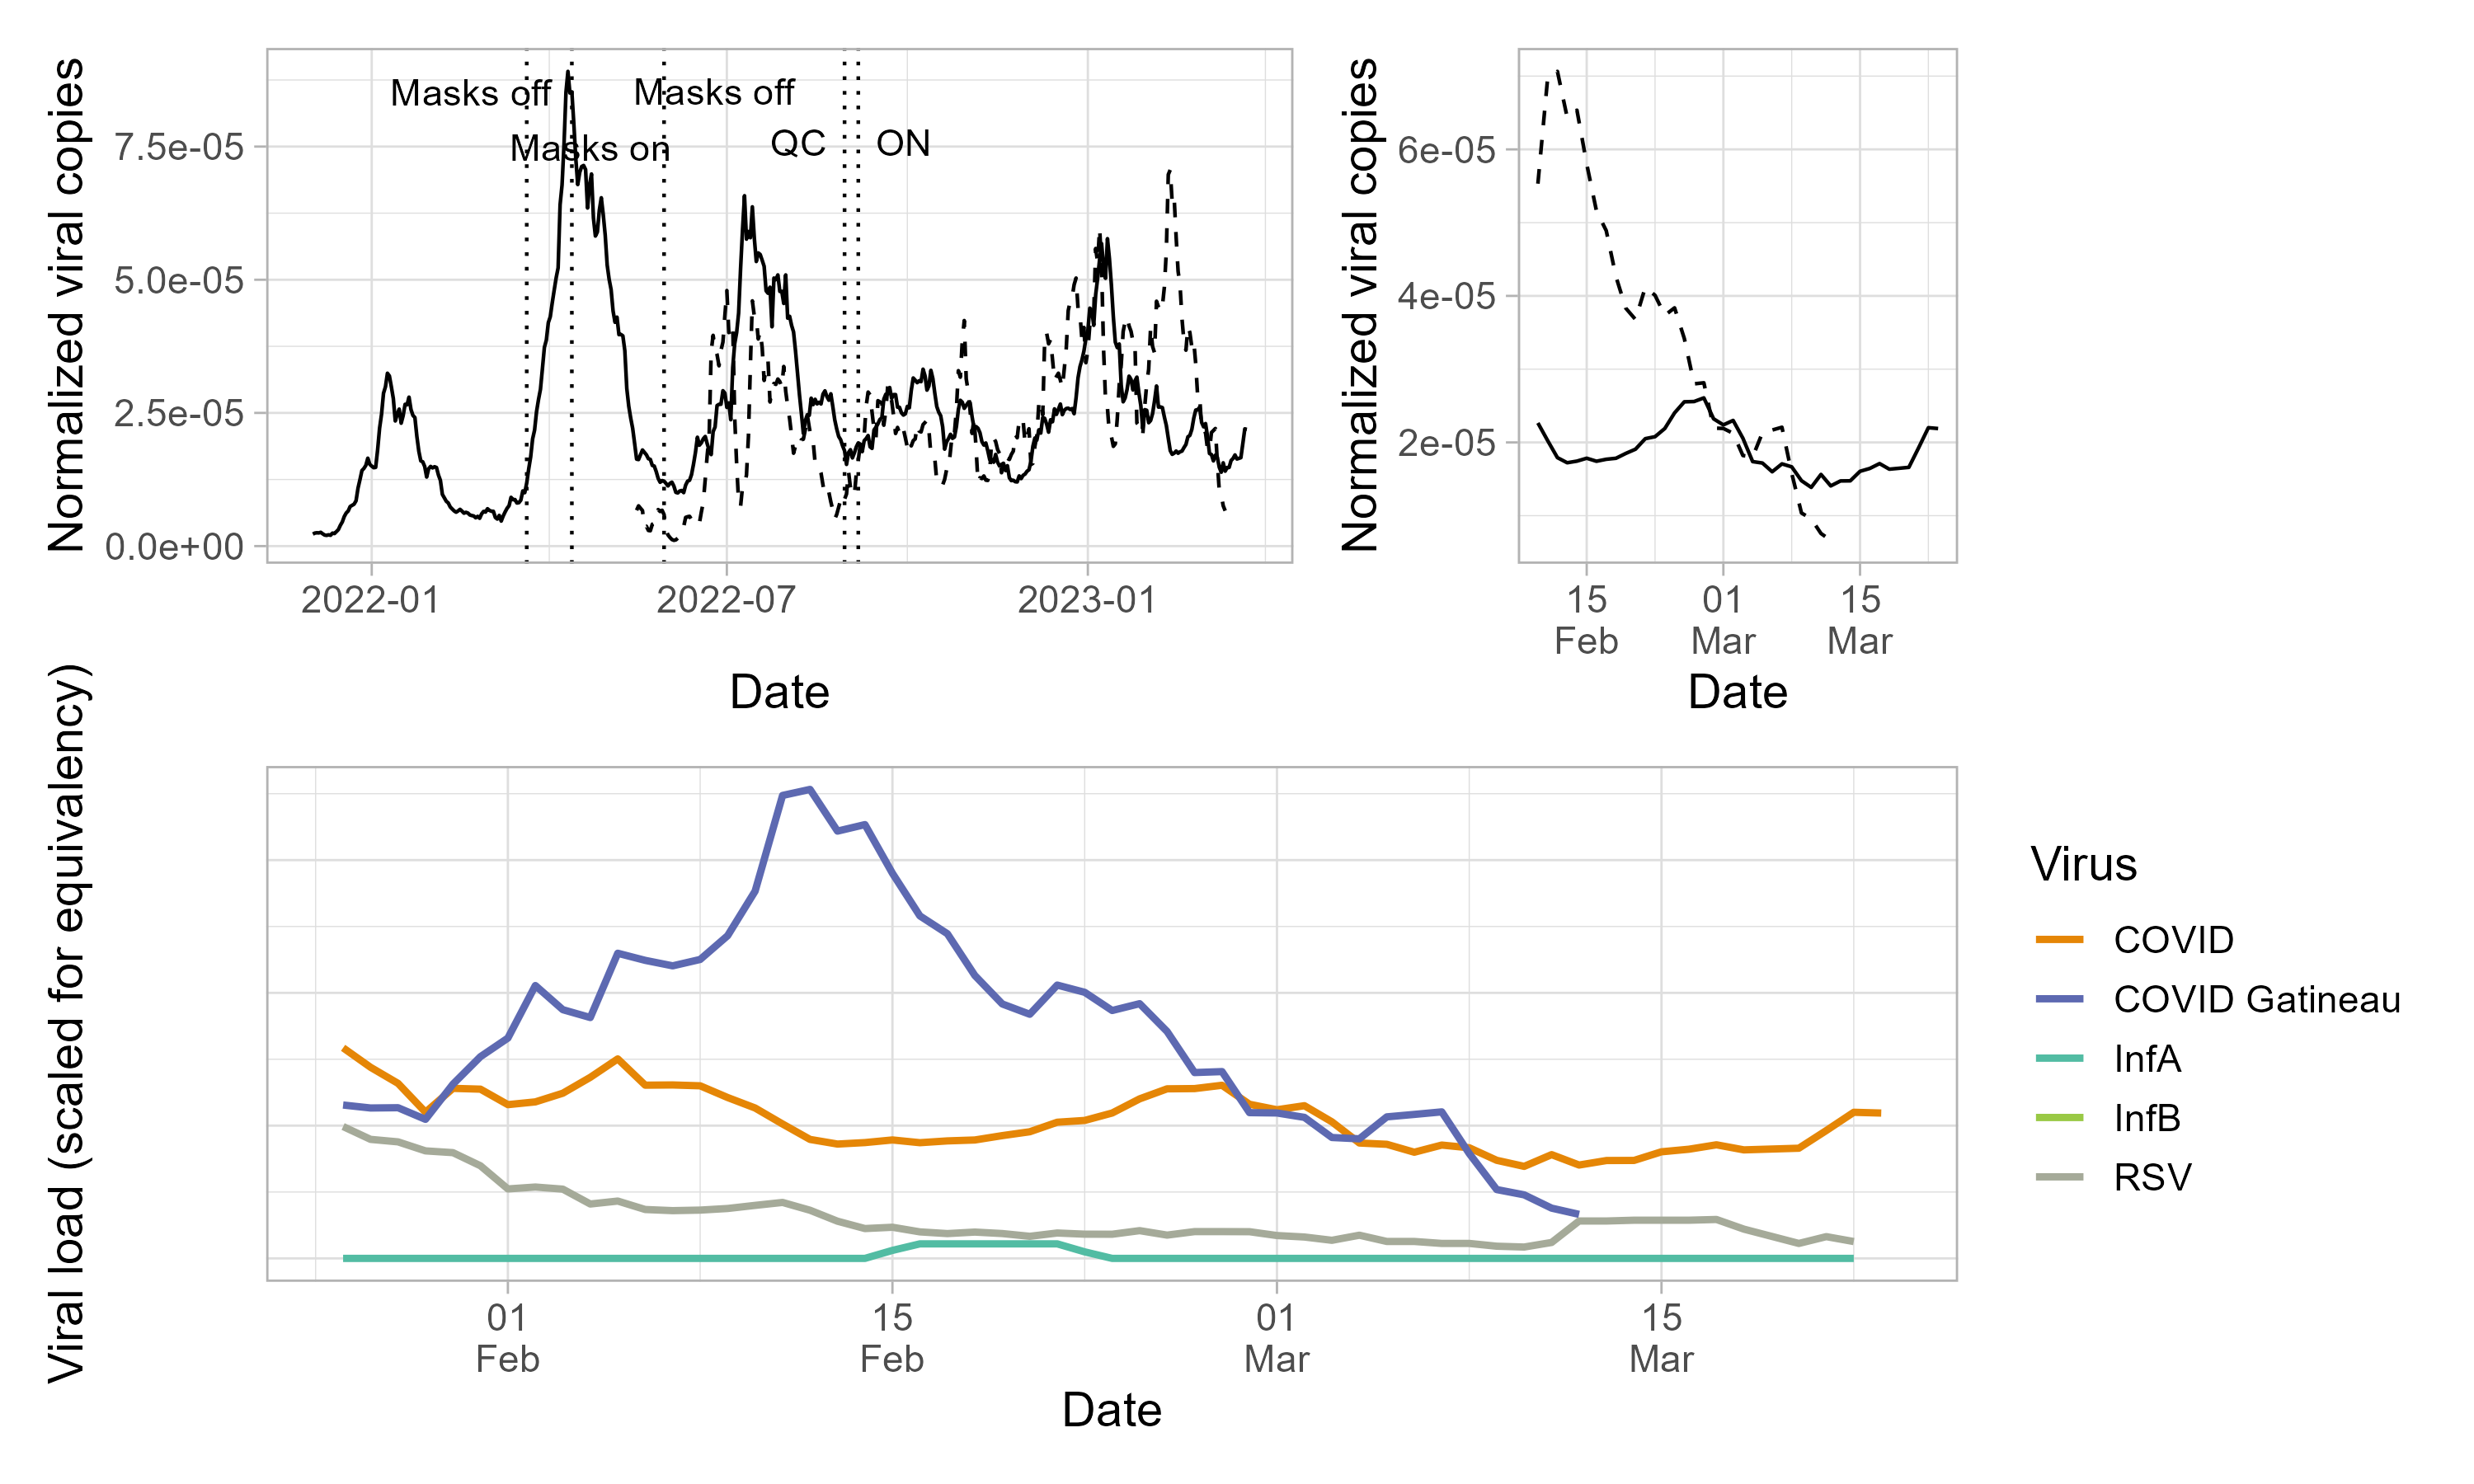 Normalized viral copies
7.5e-05
5.0e-05
2.5e-05
0.0e+00
Masks off
Masks on
Masks off
QC
ON
2022-01
2022-07
2023-01
Date
Normalized viral copies
6e-05
4e-05
2e-05
15
Feb
01
Mar
15
Mar
Date
Viral load (scaled for equivalency)
01
Feb
15
Feb
01
Mar
15
Mar
Date
Virus
COVID
COVID Gatineau
InfA
InfB
RSV